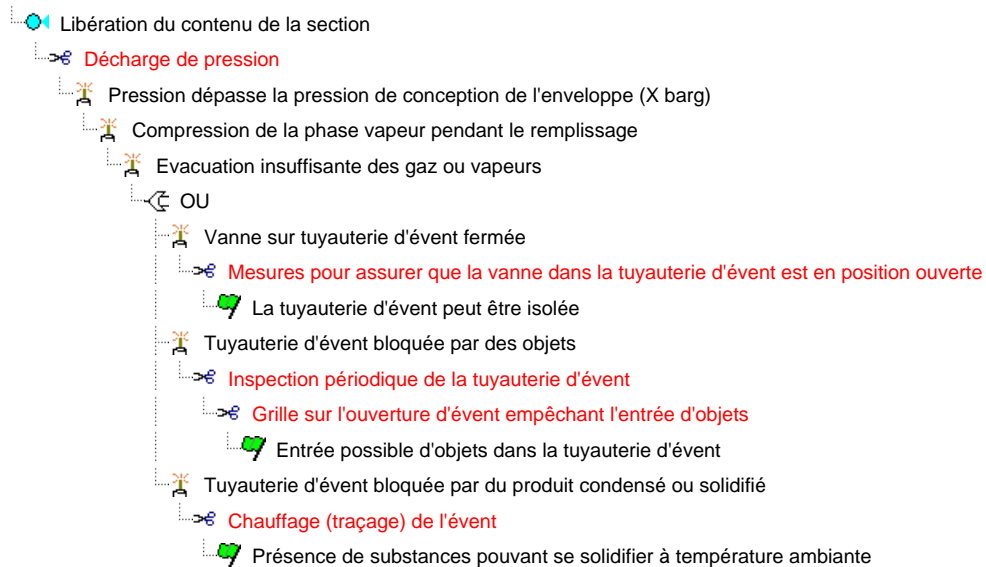 Libération du contenu de la section
Décharge de pression
Pression dépasse la pression de conception de l'enveloppe (X barg)
Compression de la phase vapeur pendant le remplissage
Evacuation insuffisante des gaz ou vapeurs
OU
Vanne sur tuyauterie d'évent fermée
Mesures pour assurer que la vanne dans la tuyauterie d'évent est en position ouverte
La tuyauterie d'évent peut être isolée
Tuyauterie d'évent bloquée par des objets
Inspection périodique de la tuyauterie d'évent
Grille sur l'ouverture d'évent empêchant l'entrée d'objets
Entrée possible d'objets dans la tuyauterie d'évent
Tuyauterie d'évent bloquée par du produit condensé ou solidifié
Chauffage (traçage) de l'évent
Présence de substances pouvant se solidifier à température ambiante